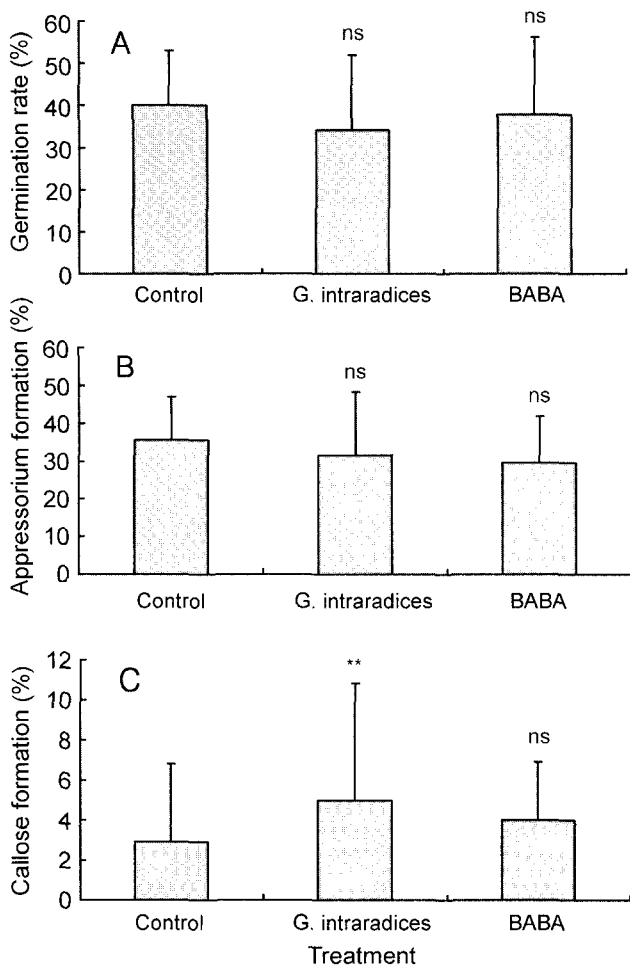 A
Germination rate (%)
60
50
40
30
20
10
0
ns
ns
Control
G. intraradices
BABA
B
Appressorium formation (%)
60
50
40
30
20
10
0
ns
ns
Control
G. intraradices
BABA
C
Callose formation (%)
12
10
8
6
4
2
0
**
ns
Control
G. intraradices
BABA
Treatment